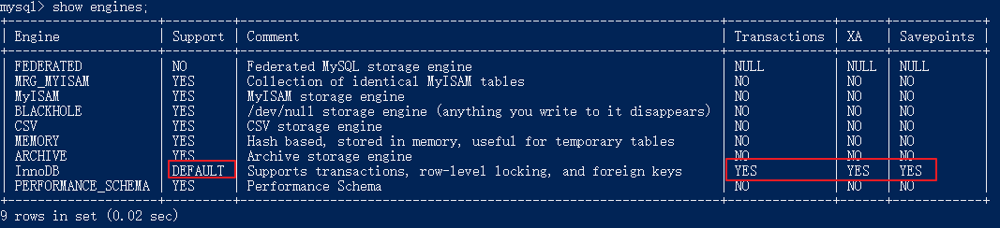 mysql> show engines;
| Engine | Support | Comment | Transactions | XA | Savepoints |
| FEDERATED | NO | Federated MySQL storage engine | NULL | NULL | NULL |
| MRG_MYISAM | YES | Collection of identical MyISAM tables | NO | NO | NO |
| MyISAM | YES | MyISAM storage engine | NO | NO | NO |
| BLACKHOLE | YES | /dev/null storage engine (anything you write to it disappears) | NO | NO | NO |
| CSV | YES | CSV storage engine | NO | NO | NO |
| MEMORY | YES | Hash based, stored in memory, useful for temporary tables | NO | NO | NO |
| ARCHIVE | YES | Archive storage engine | NO | NO | NO |
| InnoDB | DEFAULT | Supports transactions, row-level locking, and foreign keys | YES | YES | YES |
| PERFORMANCE_SCHEMA | YES | Performance Schema | NO | NO | NO |
9 rows in set (0.02 sec)